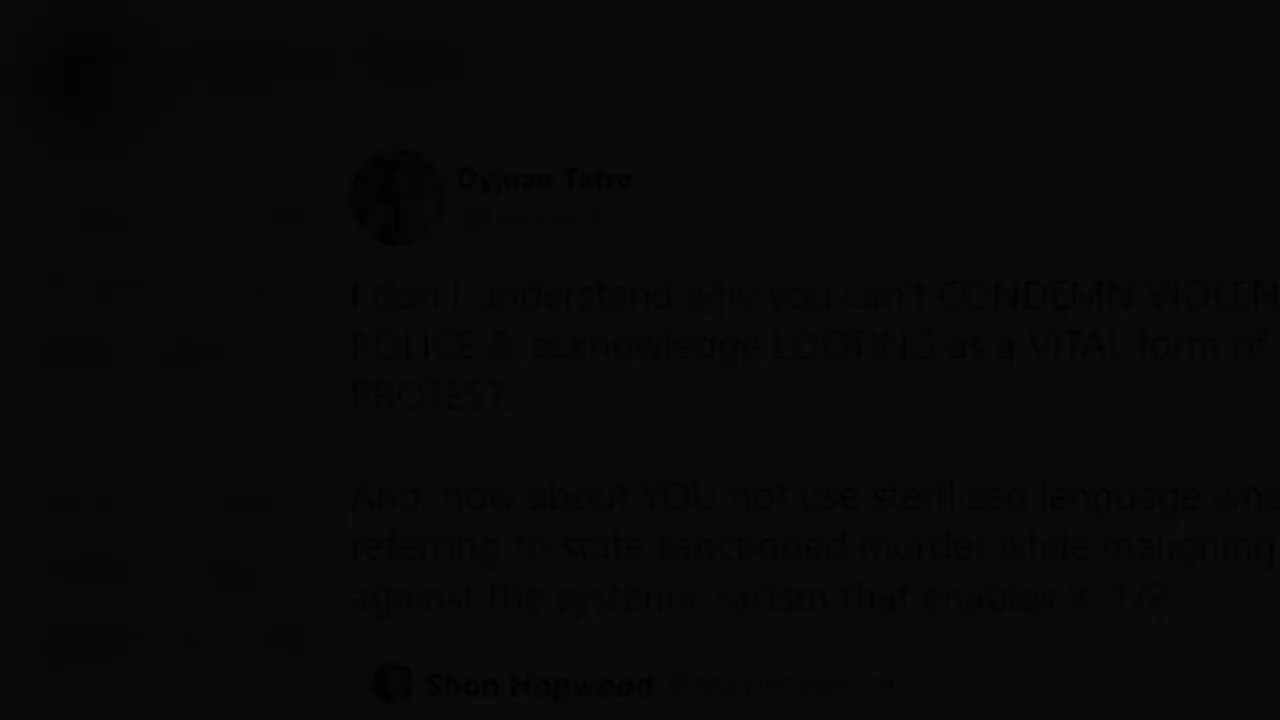 Dyjuan Tatro
I don't understand why you can't CONDEMN VIOLEN
POLICE & acknowledge LOOTING as a VITAL form of
PROTEST.
And, how about YOU not use sterilized language whe
referring to state sanctioned murder while maligning
against the systemic racism that enables it. 1/2
Shon Hopwood